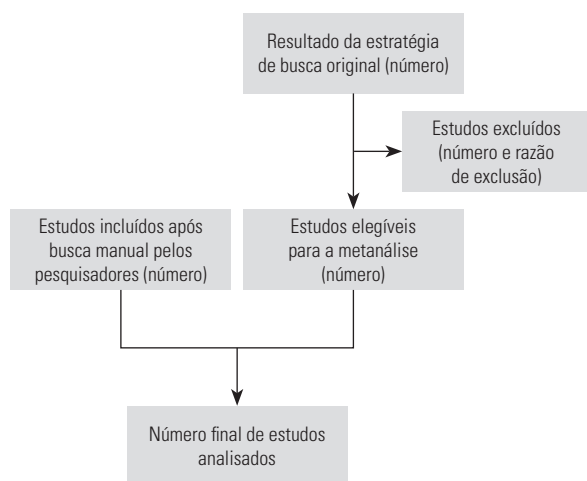 Resultado da estratégia
de busca original (número)
Estudos excluídos
(número e razão
de exclusão)
Estudos incluídos após
busca manual pelos
pesquisadores (número)
Estudos elegíveis
para a metanálise
(número)
Número final de estudos
analisados